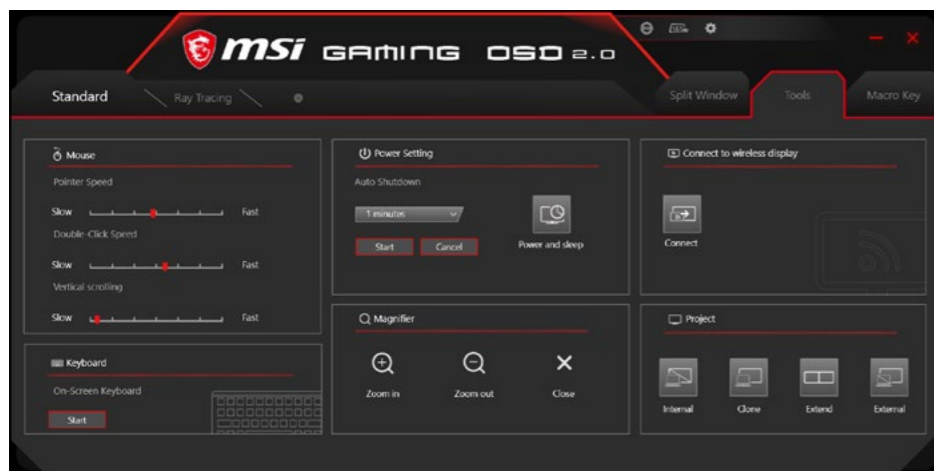 msi GAMING OSD 2.0
Standard
Ray Tracing
Split Window
Tools
Macro Key
Mouse
Pointer Speed
Slow Fast
Double-Click Speed
Slow Fast
Vertical scrolling
Slow Fast
Keyboard
On-Screen Keyboard
Start
Power Setting
Auto Shutdown
1 minutes
Start Cancel
Power and sleep
Magnifier
Zoom in Zoom out Close
Connect to wireless display
Connect
Project
Internal Clone Extend External